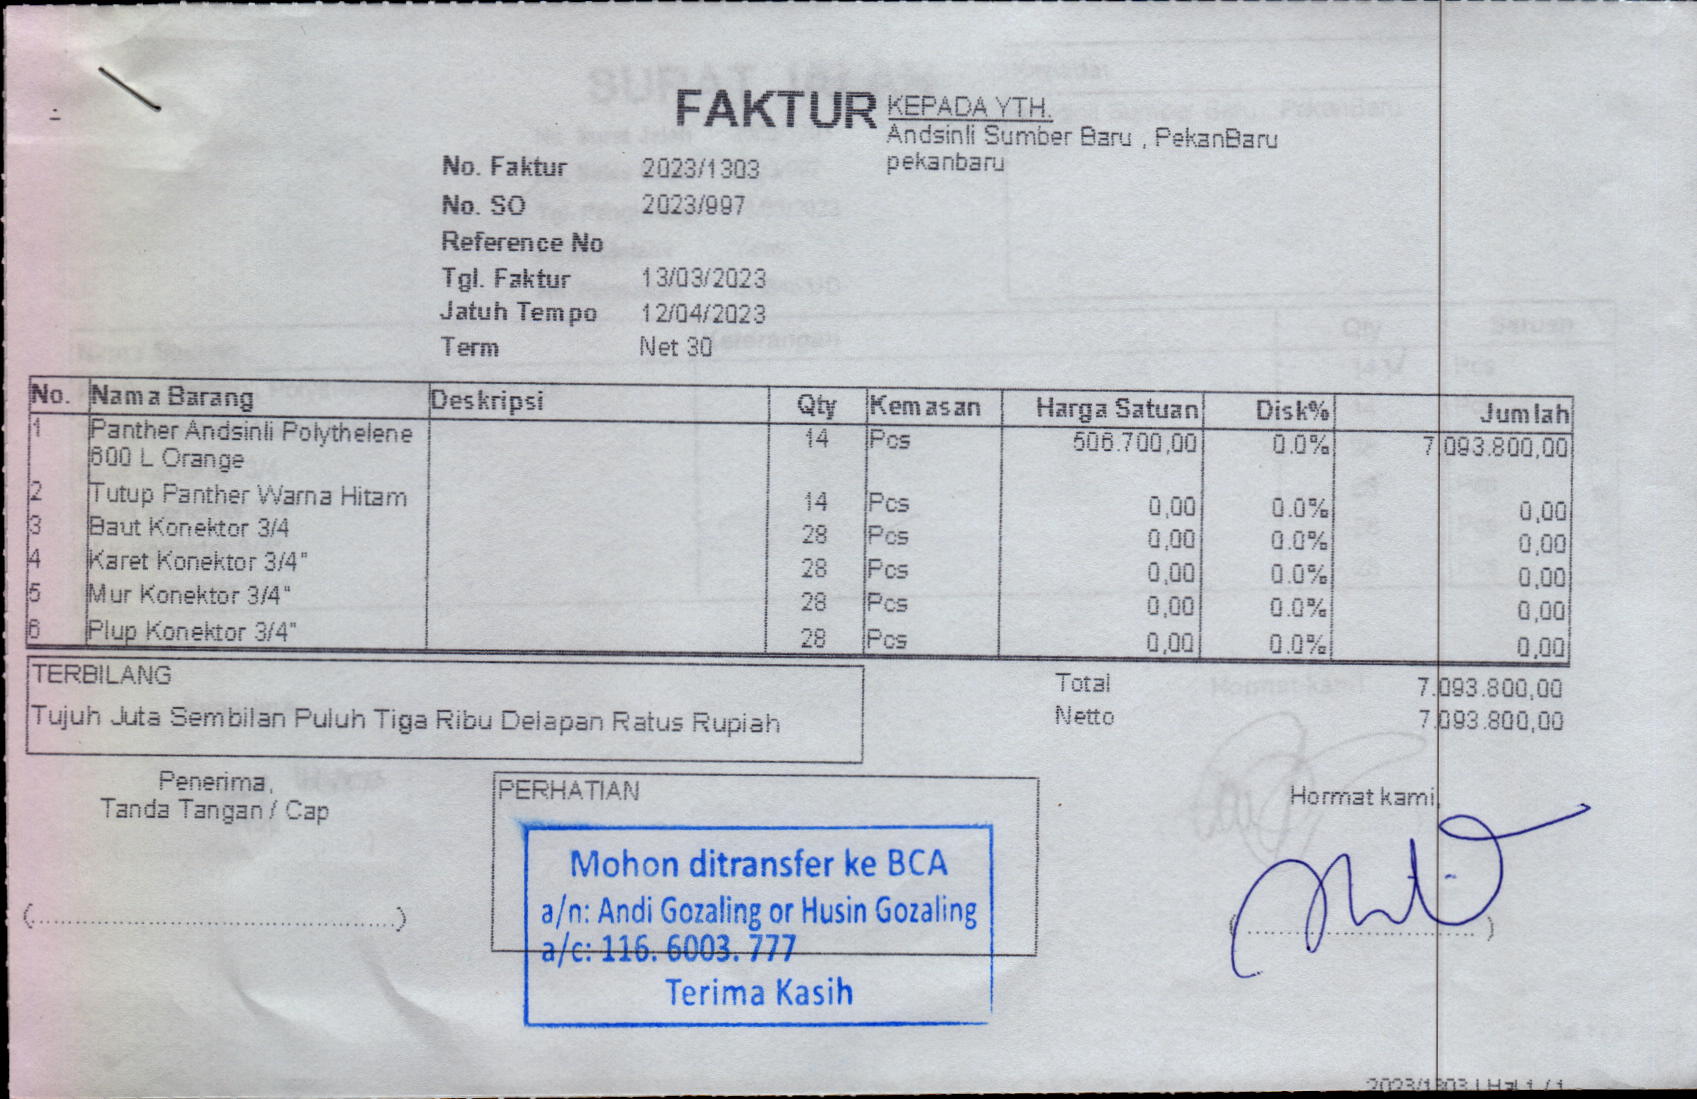 FAKTUR
KEPADA YTH.
Andsinli Sumber Baru , PekanBaru
pekanbaru
No. Faktur 2023/1303
No. SO 2023/997
Reference No
Tgl. Faktur 13/03/2023
Jatuh Tempo 12/04/2023
Term Net 30
No. Nama Barang Deskripsi Qty Kemasan Harga Satuan Disk% Jumlah
1 Panther Andsinli Polythelene 14 Pcs 506.700,00 0.0% 7.093.800,00
600 L Orange
2 Tutup Panther Warna Hitam 14 Pcs 0,00 0.0% 0,00
3 Baut Konektor 3/4 28 Pcs 0,00 0.0% 0,00
4 Karet Konektor 3/4" 28 Pcs 0,00 0.0% 0,00
5 Mur Konektor 3/4" 28 Pcs 0,00 0.0% 0,00
6 Plup Konektor 3/4" 28 Pcs 0,00 0.0% 0,00
TERBILANG
Tujuh Juta Sembilan Puluh Tiga Ribu Delapan Ratus Rupiah
Total 7.093.800,00
Netto 7.093.800,00
Penerima,
Tanda Tangan / Cap
(..........................................)
PERHATIAN
Mohon ditransfer ke BCA
a/n: Andi Gozaling or Husin Gozaling
a/c: 116. 6003. 777
Terima Kasih
Hormat kami,
(..............................)
2023/1303 | Hal 1 / 1